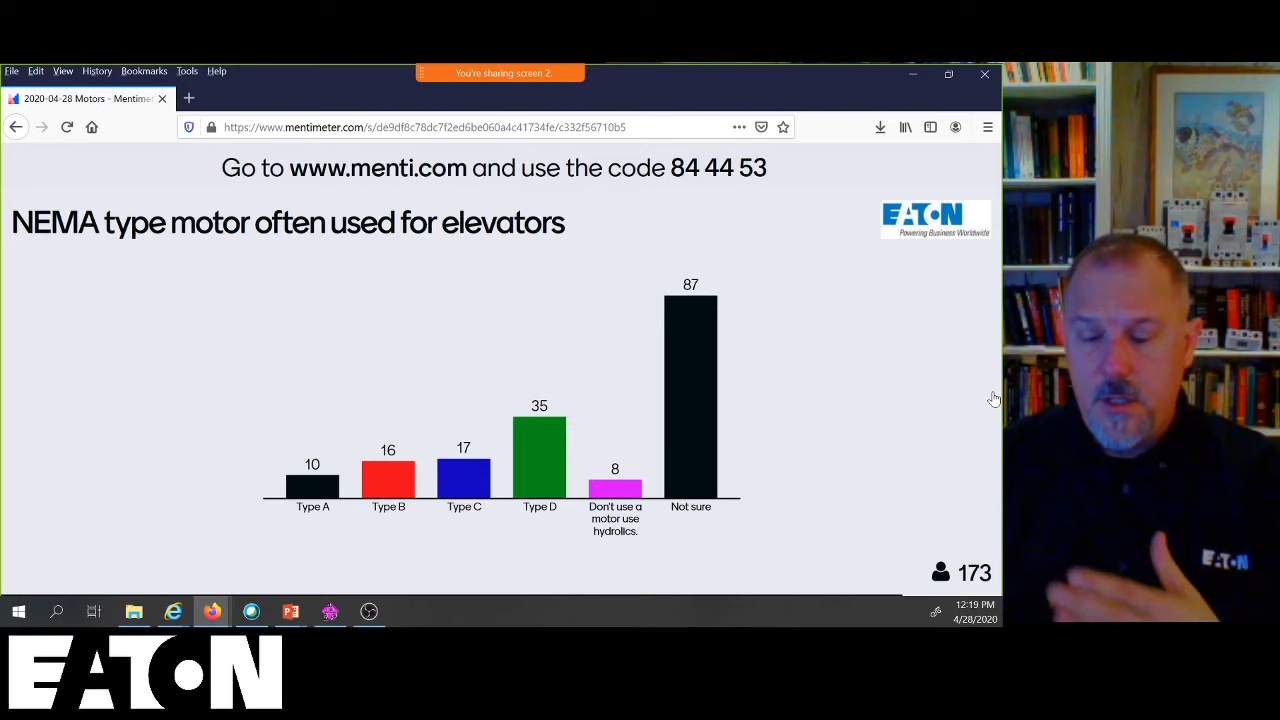 You're sharing screen 2.
File Edit View History Bookmarks Tools Help
2020-04-28 Motors - Mentime
https://www.mentimeter.com/s/de9df8c78dc7f2ed6be060a4c41734fe/c332f56710b5
Go to www.menti.com and use the code 84 44 53
NEMA type motor often used for elevators
EATON
Powering Business Worldwide
87
35
17
16
10
8
Type A Type B Type C Type D Don't use a motor use hydrolics. Not sure
173
EATON
12:19 PM
4/28/2020
EATON